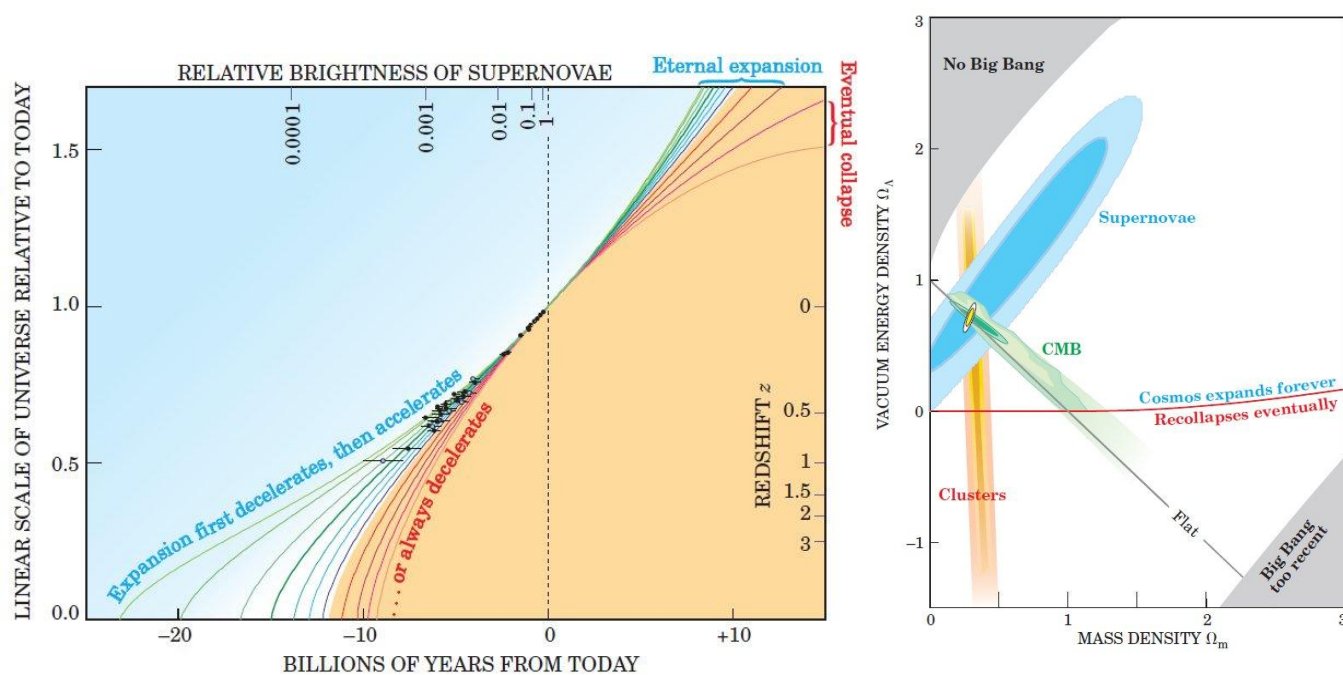 RELATIVE BRIGHTNESS OF SUPERNOVAE
0.0001
0.001
0.01
0.1
1
Eternal expansion
Eventual collapse
LINEAR SCALE OF UNIVERSE RELATIVE TO TODAY
1.5
1.0
0.5
0.0
Expansion first decelerates, then accelerates
. . . or always decelerates
REDSHIFT z
0
0.5
1
1.5
2
3
–20
–10
0
+10
BILLIONS OF YEARS FROM TODAY
VACUUM ENERGY DENSITY ΩΛ
3
2
1
0
–1
No Big Bang
Supernovae
CMB
Cosmos expands forever
Recollapses eventually
Clusters
Flat
Big Bang
too recent
0
1
2
3
MASS DENSITY Ωm